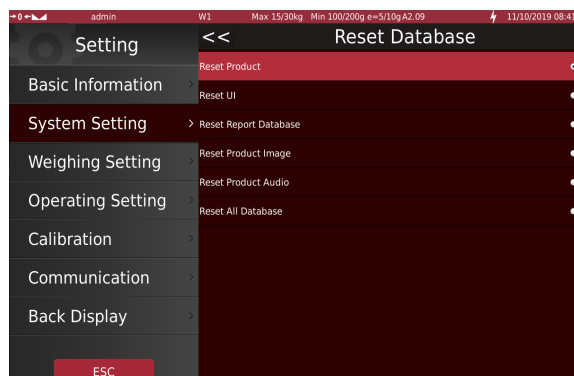 →0← admin W1 Max 15/30kg Min 100/200g e=5/10g A2.09 11/10/2019 08:41
Setting
<< Reset Database
Basic Information >
System Setting >
Weighing Setting >
Operating Setting >
Calibration >
Communication >
Back Display >
ESC
Reset Product
Reset UI
Reset Report Database
Reset Product Image
Reset Product Audio
Reset All Database